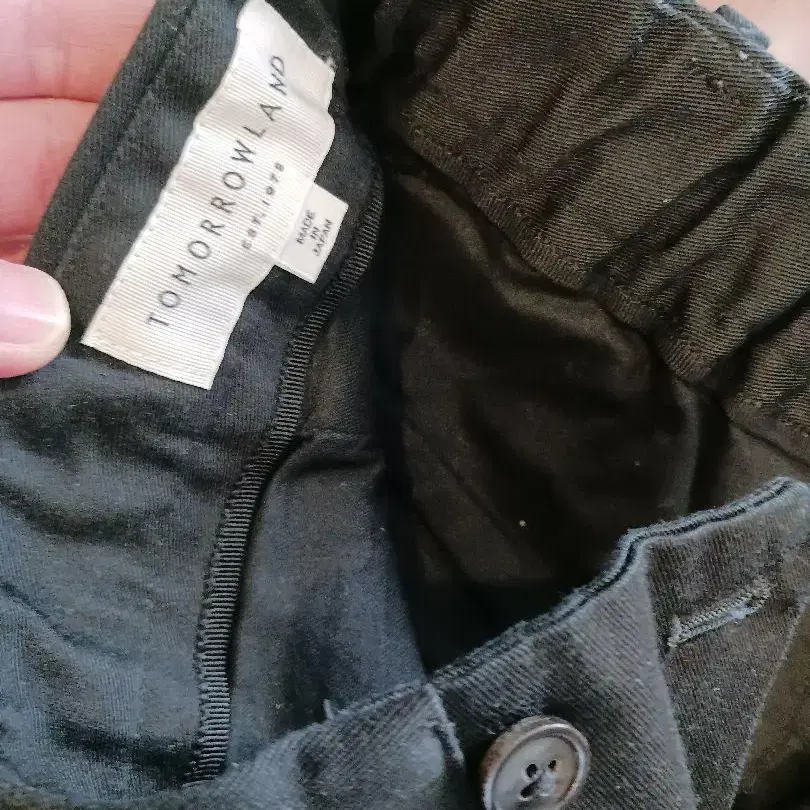 TOMORROWLAND
EST. 1978
MADE
IN
JAPAN